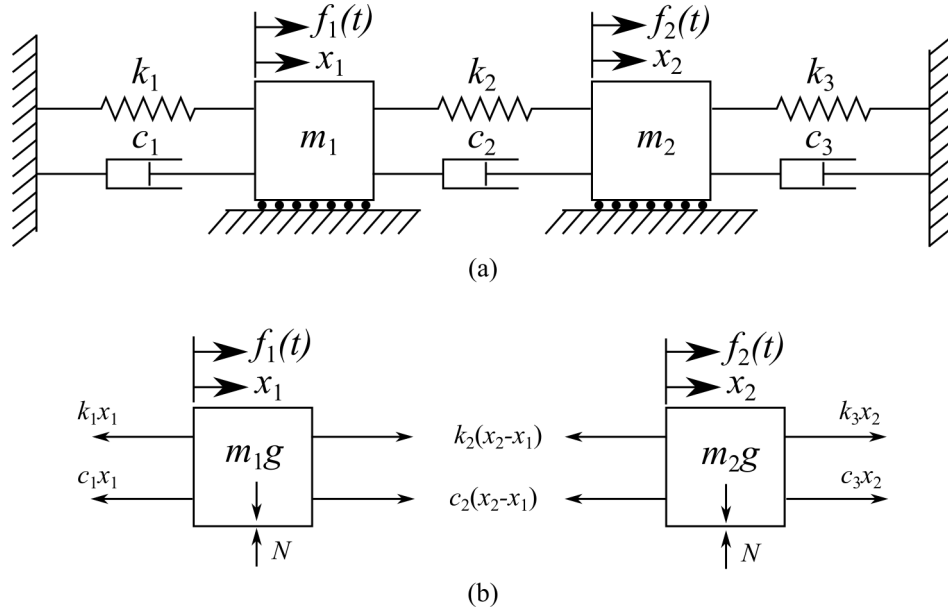 f₁(t) f₂(t)
x₁ x₂
k₁ k₂ k₃
c₁ m₁ c₂ m₂ c₃
(a)
f₁(t) f₂(t)
x₁ x₂
k₁x₁ k₂(x₂-x₁) k₃x₂
m₁g m₂g
c₁x₁ c₂(x₂-x₁) c₃x₂
N N
(b)